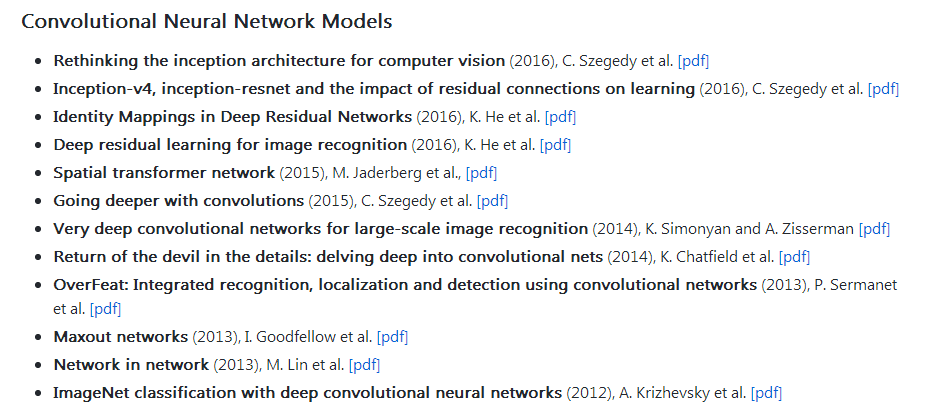 Convolutional Neural Network Models
Rethinking the inception architecture for computer vision (2016), C. Szegedy et al. [pdf]
Inception-v4, inception-resnet and the impact of residual connections on learning (2016), C. Szegedy et al. [pdf]
Identity Mappings in Deep Residual Networks (2016), K. He et al. [pdf]
Deep residual learning for image recognition (2016), K. He et al. [pdf]
Spatial transformer network (2015), M. Jaderberg et al., [pdf]
Going deeper with convolutions (2015), C. Szegedy et al. [pdf]
Very deep convolutional networks for large-scale image recognition (2014), K. Simonyan and A. Zisserman [pdf]
Return of the devil in the details: delving deep into convolutional nets (2014), K. Chatfield et al. [pdf]
OverFeat: Integrated recognition, localization and detection using convolutional networks (2013), P. Sermanet
et al. [pdf]
Maxout networks (2013), I. Goodfellow et al. [pdf]
Network in network (2013), M. Lin et al. [pdf]
ImageNet classification with deep convolutional neural networks (2012), A. Krizhevsky et al. [pdf]